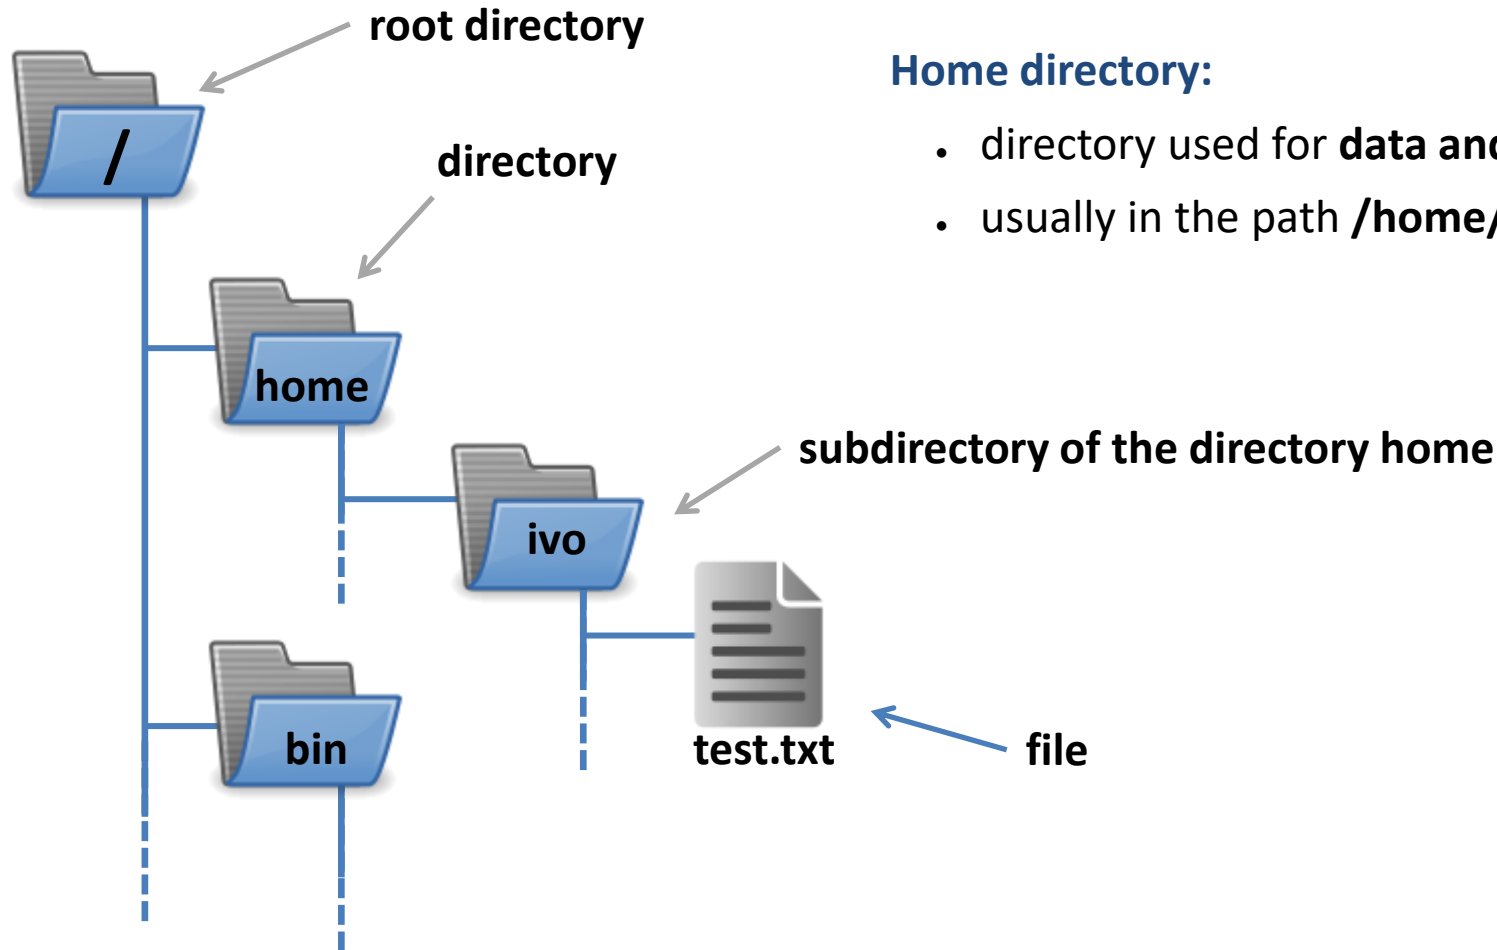 root directory
Home directory:
/
directory
• directory used for data and
• usually in the path /home/
home
subdirectory of the directory home
ivo
bin
test.txt
file